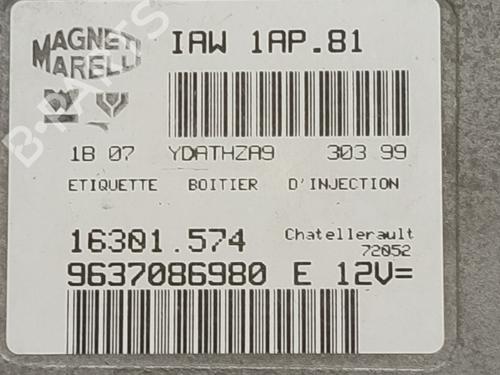 MAGNETI
MARELLI
IAW 1AP.81
1B 07 YDATHZA9 303 99
ETIQUETTE BOITIER D'INJECTION
16301.574
Chatellerault
72052
9637086980 E 12V=
B-PARTS